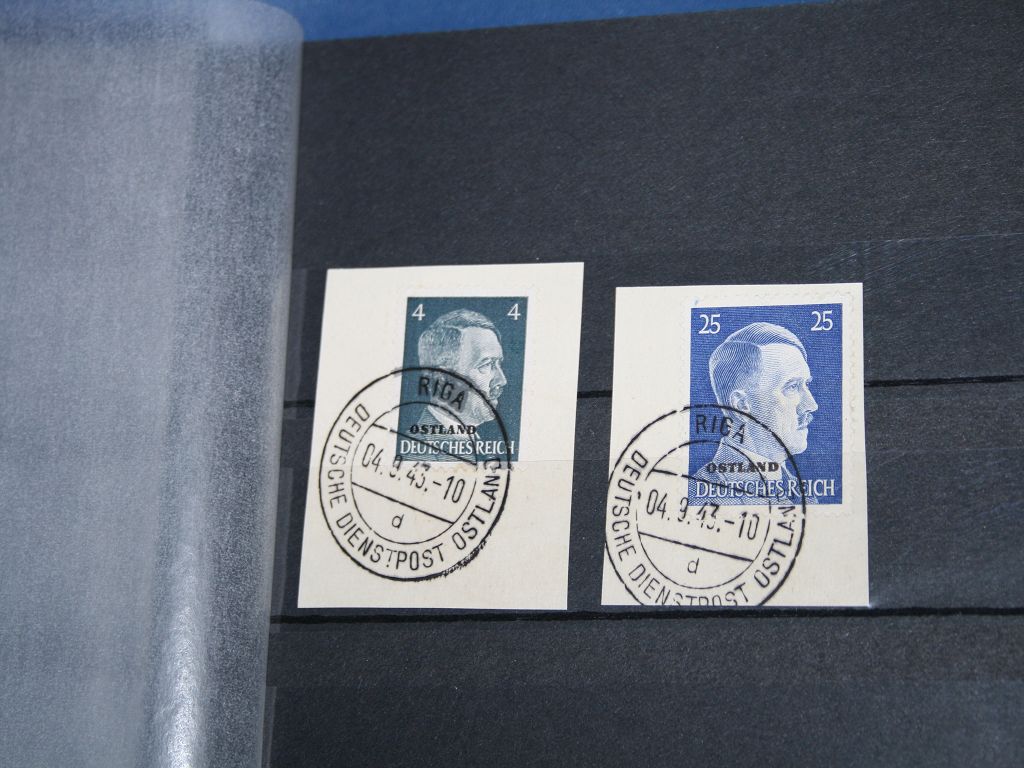 4 4
OSTLAND
DEUTSCHES REICH
RIGA
04.9.43.-10
d
DEUTSCHE DIENSTPOST OSTLAND
25 25
OSTLAND
DEUTSCHES REICH
RIGA
04.9.43.-10
d
DEUTSCHE DIENSTPOST OSTLAND